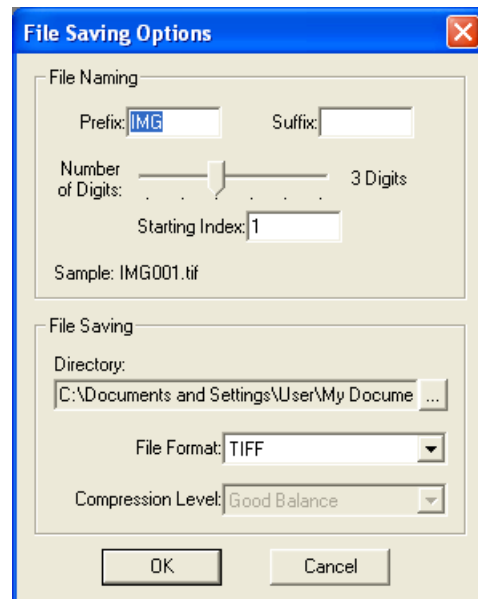 File Saving Options
File Naming
Prefix: IMG Suffix:
Number
of Digits: 3 Digits
Starting Index: 1
Sample: IMG001.tif
File Saving
Directory:
C:\Documents and Settings\User\My Docume ...
File Format: TIFF
Compression Level: Good Balance
OK Cancel